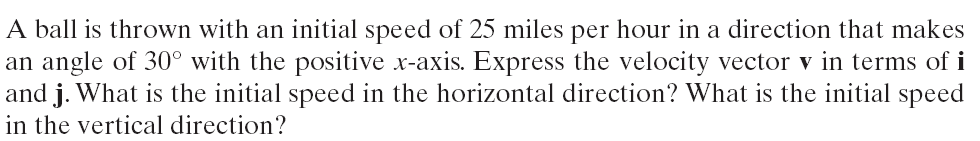 A ball is thrown with an initial speed of 25 miles per hour in a direction that makes
an angle of 30° with the positive x-axis. Express the velocity vector v in terms of i
and j. What is the initial speed in the horizontal direction? What is the initial speed
in the vertical direction?